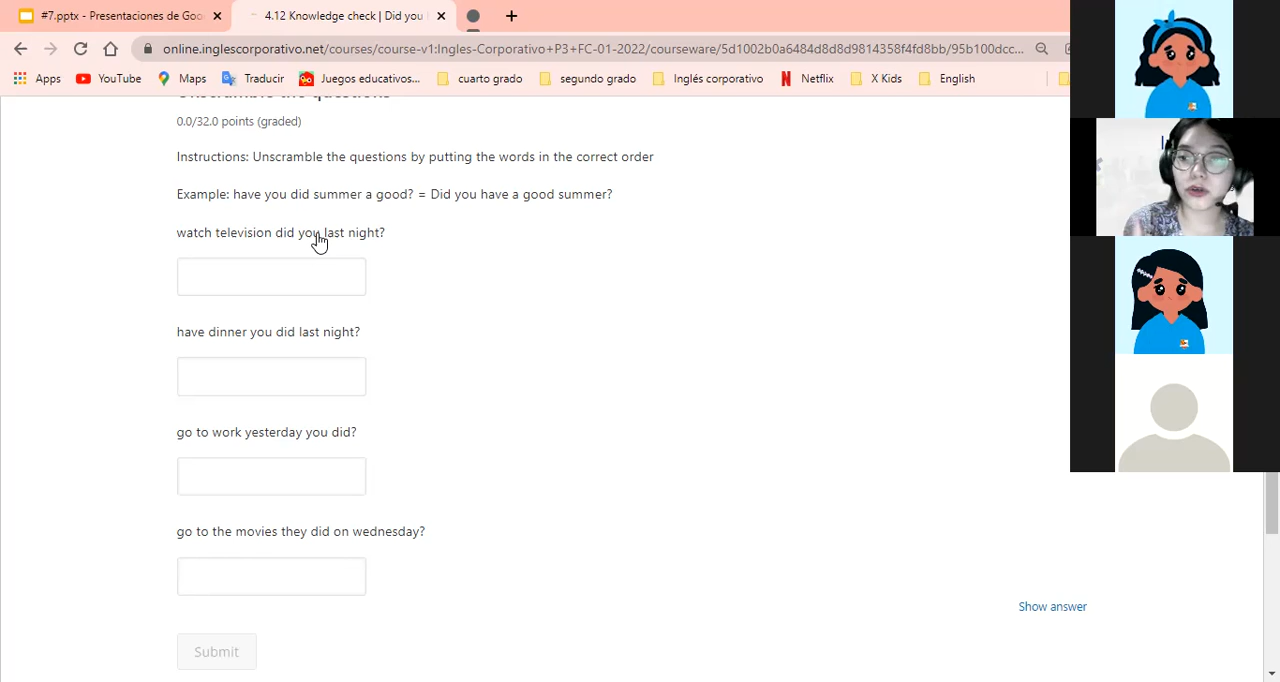 7.pptx - Presentaciones de Goo
4.12 Knowledge check | Did you
online.inglescorporativo.net/courses/course-v1:Ingles-Corporativo+P3+FC-01-2022/courseware/5d1002b0a6484d8d8d9814358f4fd8bb/95b100dcc...
Apps YouTube Maps Traducir Juegos educativos... cuarto grado segundo grado Inglés corporativo Netflix X Kids English
Unscramble the questions
0.0/32.0 points (graded)
Instructions: Unscramble the questions by putting the words in the correct order
Example: have you did summer a good? = Did you have a good summer?
watch television did you last night?
have dinner you did last night?
go to work yesterday you did?
go to the movies they did on wednesday?
Show answer
Submit